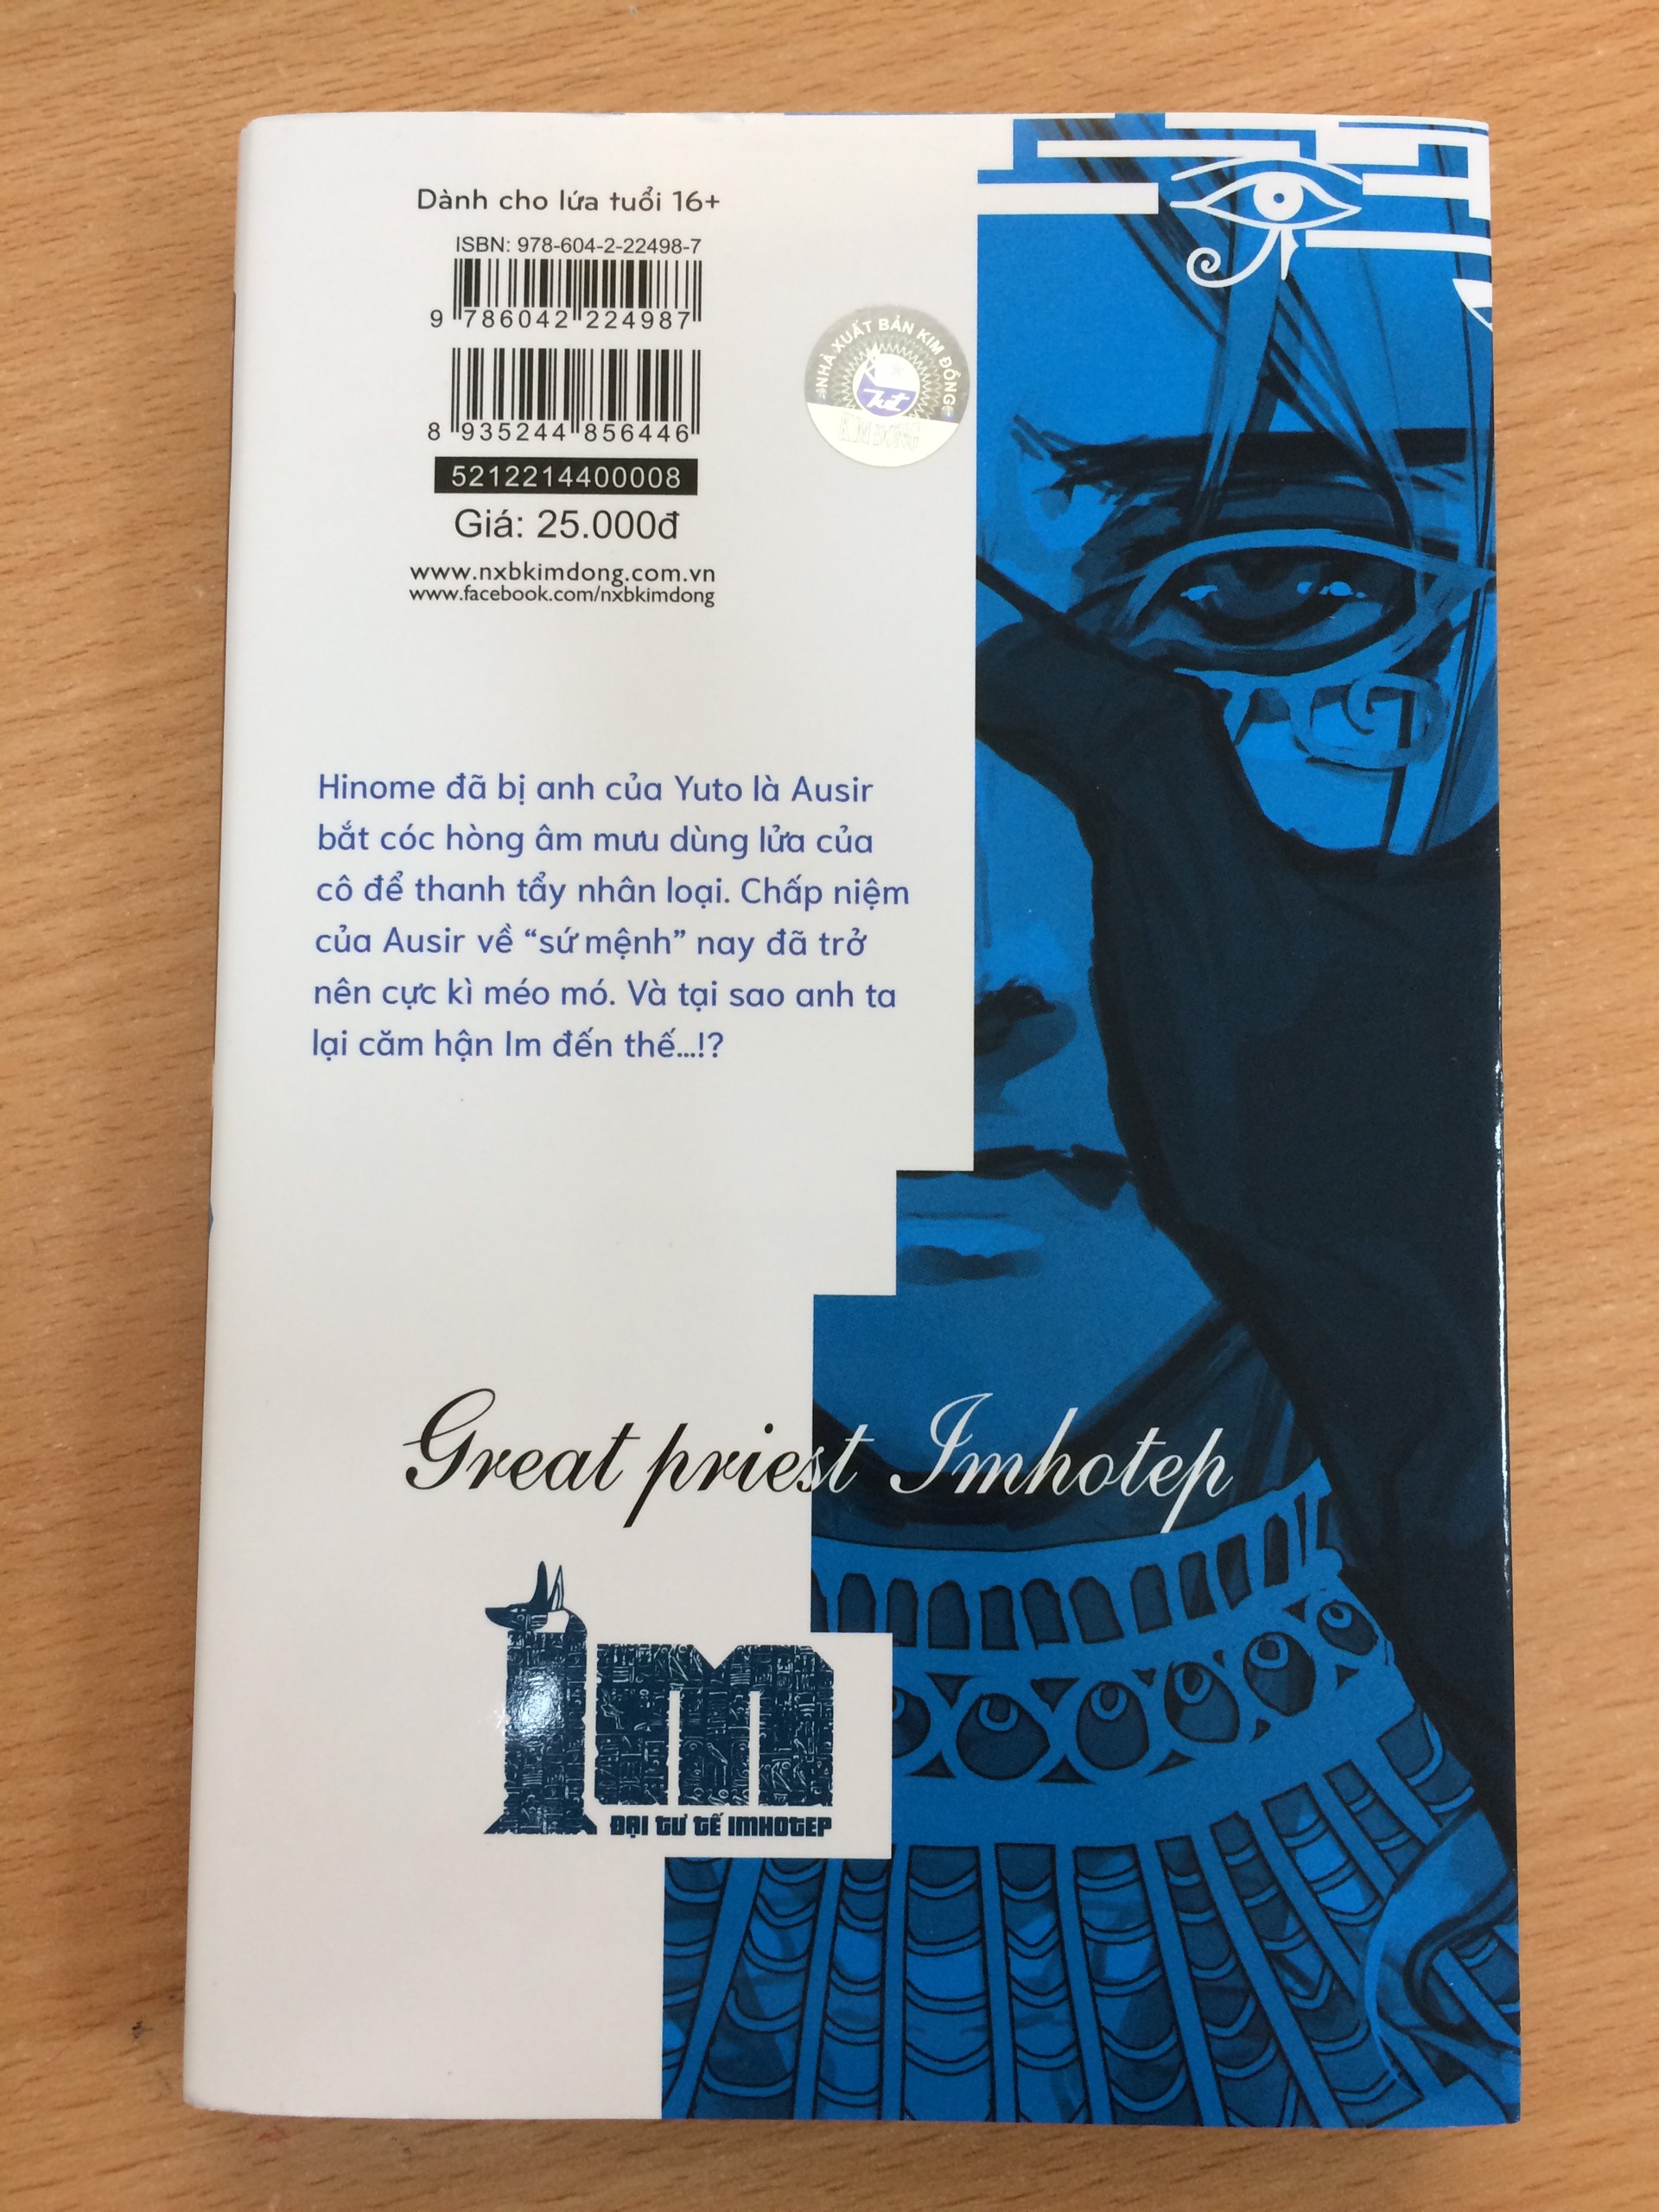 Dành cho lứa tuổi 16+
ISBN: 978-604-2-22498-7
9 786042 224987
8 935244 856446
5212214400008
Giá: 25.000đ
www.nxbkimdong.com.vn
www.facebook.com/nxbkimdong
NHÀ XUẤT BẢN KIM ĐỒNG
KIM ĐỒNG
Hinome đã bị anh của Yuto là Ausir
bắt cóc hòng âm mưu dùng lửa của
cô để thanh tẩy nhân loại. Chấp niệm
của Ausir về “sứ mệnh” nay đã trở
nên cực kì méo mó. Và tại sao anh ta
lại căm hận Im đến thế...!?
Great priest Imhotep
Im
ĐẠI TƯ TẾ IMHOTEP